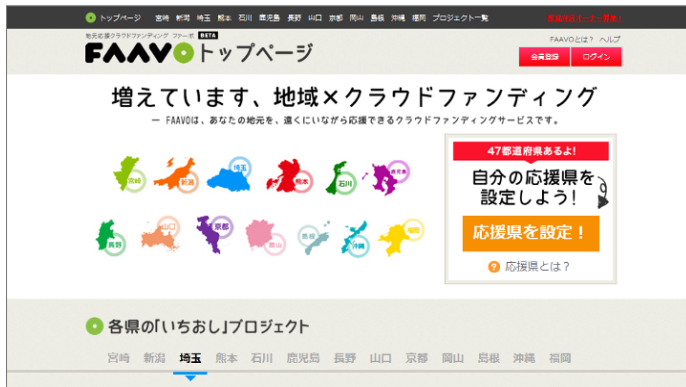 トップページ 宮崎 新潟 埼玉 熊本 石川 鹿児島 長野 山口 京都 岡山 島根 沖縄 福岡 プロジェクト一覧
地元応援クラウドファンディング ファーボ BETA
FAAVO トップページ
FAAVOとは? ヘルプ
会員登録 ログイン
増えています、地域×クラウドファンディング
ー FAAVOは、あなたの地元を、遠くにいながら応援できるクラウドファンディングサービスです。
宮崎 新潟 埼玉 熊本 石川 鹿児島
長野 山口 京都 岡山 島根 沖縄 福岡
47都道府県あるよ!
自分の応援県を
設定しよう!
応援県を設定!
? 応援県とは?
各県の「いちおし」プロジェクト
宮崎 新潟 埼玉 熊本 石川 鹿児島 長野 山口 京都 岡山 島根 沖縄 福岡